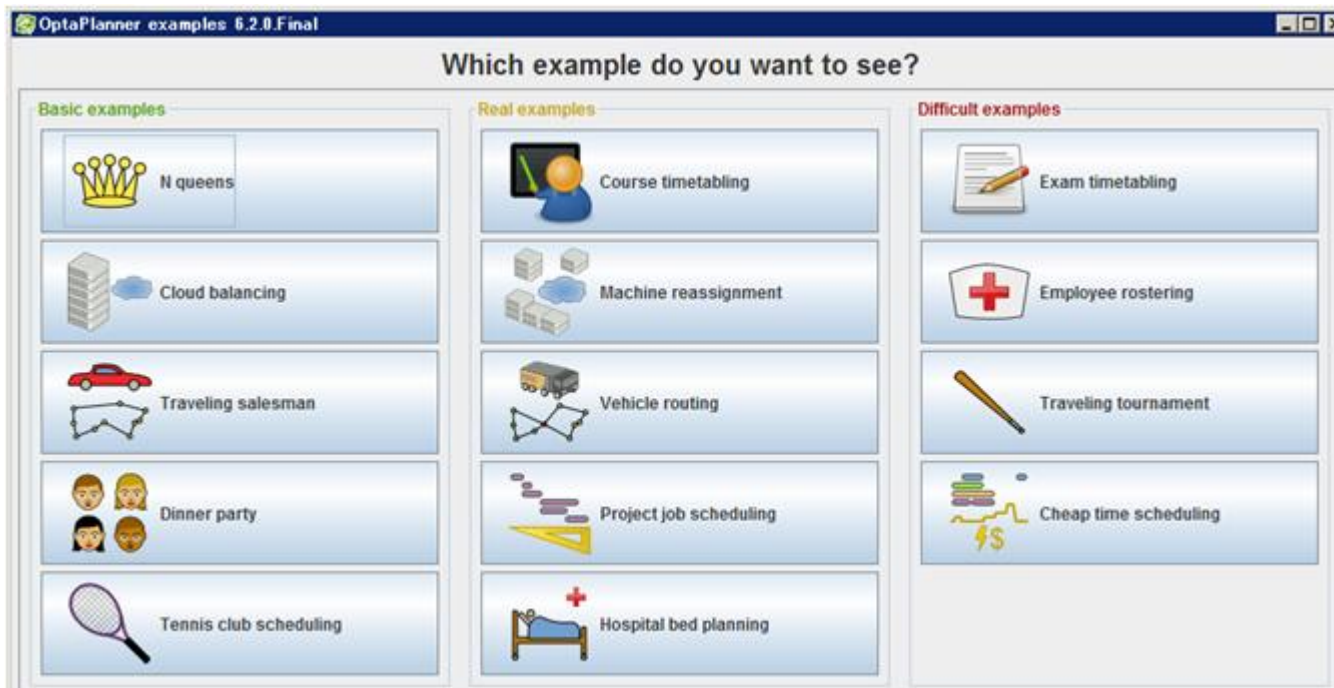 OptaPlanner examples 6.2.0.Final
Which example do you want to see?
Basic examples
N queens
Cloud balancing
Traveling salesman
Dinner party
Tennis club scheduling
Real examples
Course timetabling
Machine reassignment
Vehicle routing
Project job scheduling
Hospital bed planning
Difficult examples
Exam timetabling
Employee rostering
Traveling tournament
Cheap time scheduling
$